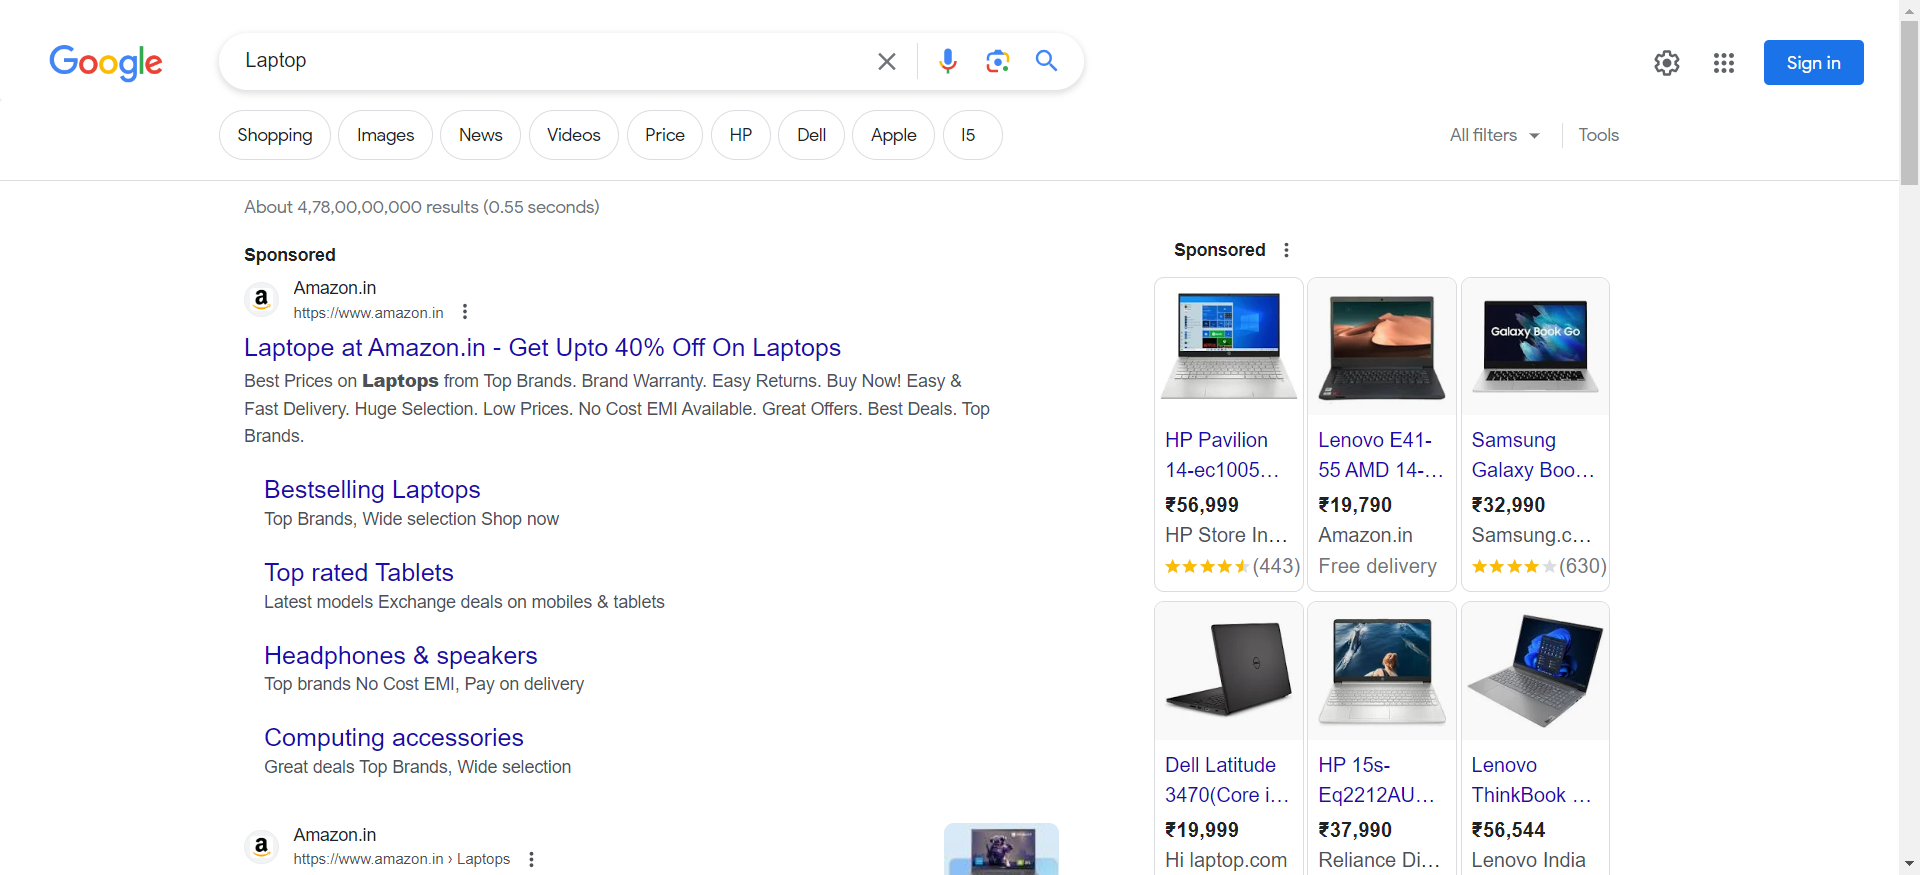 Google
Laptop
Sign in
Shopping
Images
News
Videos
Price
HP
Dell
Apple
I5
All filters
Tools
About 4,78,00,00,000 results (0.55 seconds)
Sponsored
Amazon.in
https://www.amazon.in
Laptope at Amazon.in - Get Upto 40% Off On Laptops
Best Prices on Laptops from Top Brands. Brand Warranty. Easy Returns. Buy Now! Easy &
Fast Delivery. Huge Selection. Low Prices. No Cost EMI Available. Great Offers. Best Deals. Top
Brands.
Bestselling Laptops
Top Brands, Wide selection Shop now
Top rated Tablets
Latest models Exchange deals on mobiles & tablets
Headphones & speakers
Top brands No Cost EMI, Pay on delivery
Computing accessories
Great deals Top Brands, Wide selection
Amazon.in
https://www.amazon.in › Laptops
Sponsored
HP Pavilion
14-ec1005...
₹56,999
HP Store In...
(443)
Lenovo E41-
55 AMD 14-...
₹19,790
Amazon.in
Free delivery
Galaxy Book Go
Samsung
Galaxy Boo...
₹32,990
Samsung.c...
(630)
Dell Latitude
3470(Core i...
₹19,999
Hi laptop.com
HP 15s-
Eq2212AU...
₹37,990
Reliance Di...
Lenovo
ThinkBook ...
₹56,544
Lenovo India